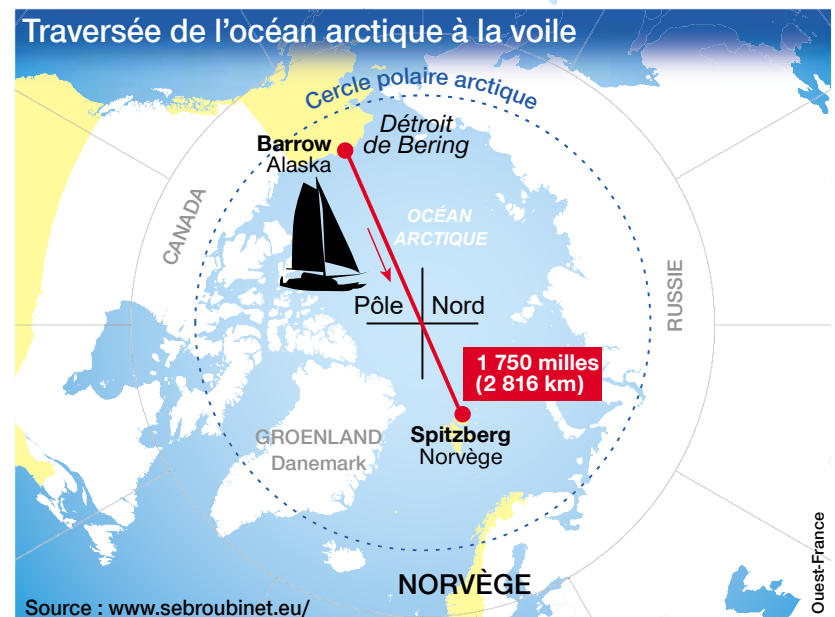 Traversée de l'océan arctique à la voile
Cercle polaire arctique
Détroit
de Bering
Barrow
Alaska
CANADA
OCÉAN
ARCTIQUE
RUSSIE
Pôle Nord
1 750 milles
(2 816 km)
GROENLAND
Danemark
Spitzberg
Norvège
NORVÈGE
Source : www.sebroubinet.eu/
Ouest-France